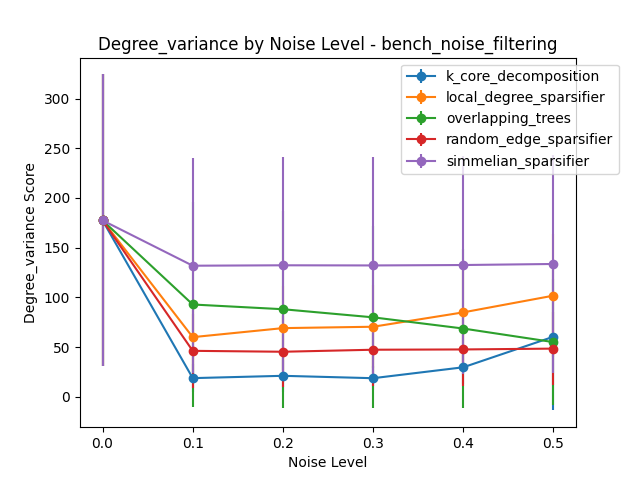 Degree_variance by Noise Level - bench_noise_filtering
k_core_decomposition
local_degree_sparsifier
overlapping_trees
random_edge_sparsifier
simmelian_sparsifier
Degree_variance Score
300
250
200
150
100
50
0
0.0 0.1 0.2 0.3 0.4 0.5
Noise Level